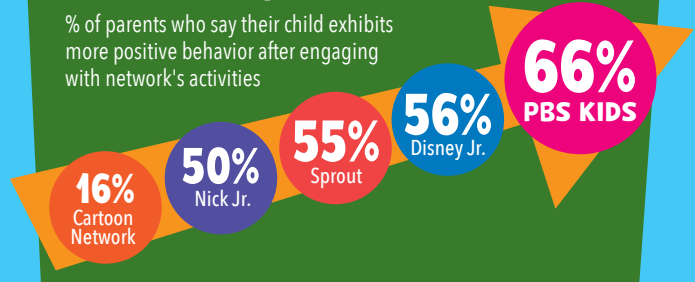 % of parents who say their child exhibits
more positive behavior after engaging
with network's activities
66%
PBS KIDS
56%
Disney Jr.
55%
Sprout
50%
Nick Jr.
16%
Cartoon
Network